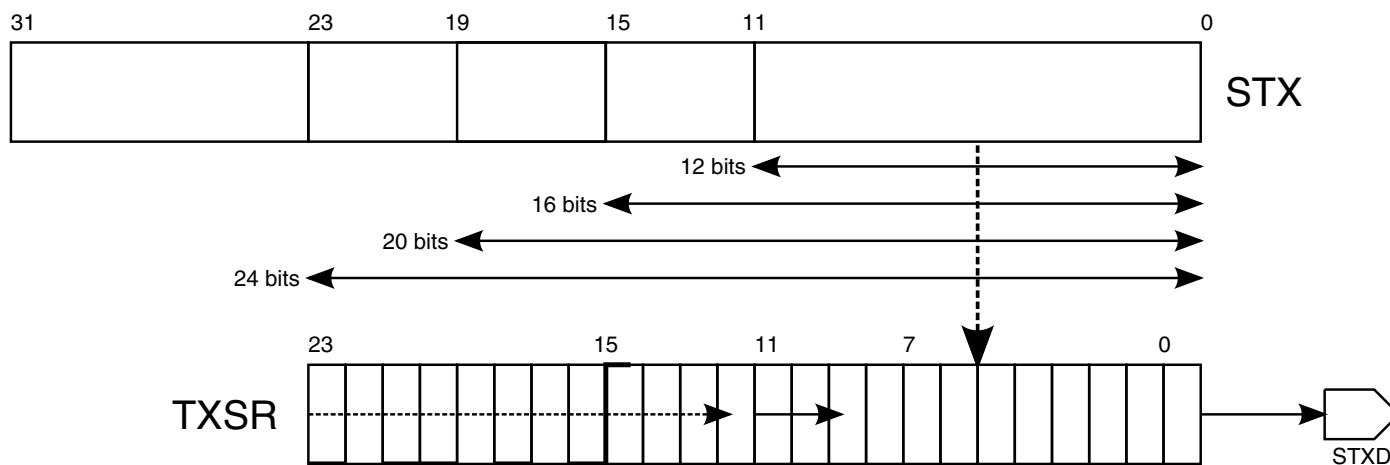 31 23 19 15 11 0
STX
12 bits
16 bits
20 bits
24 bits
23 15 11 7 0
TXSR
STXD